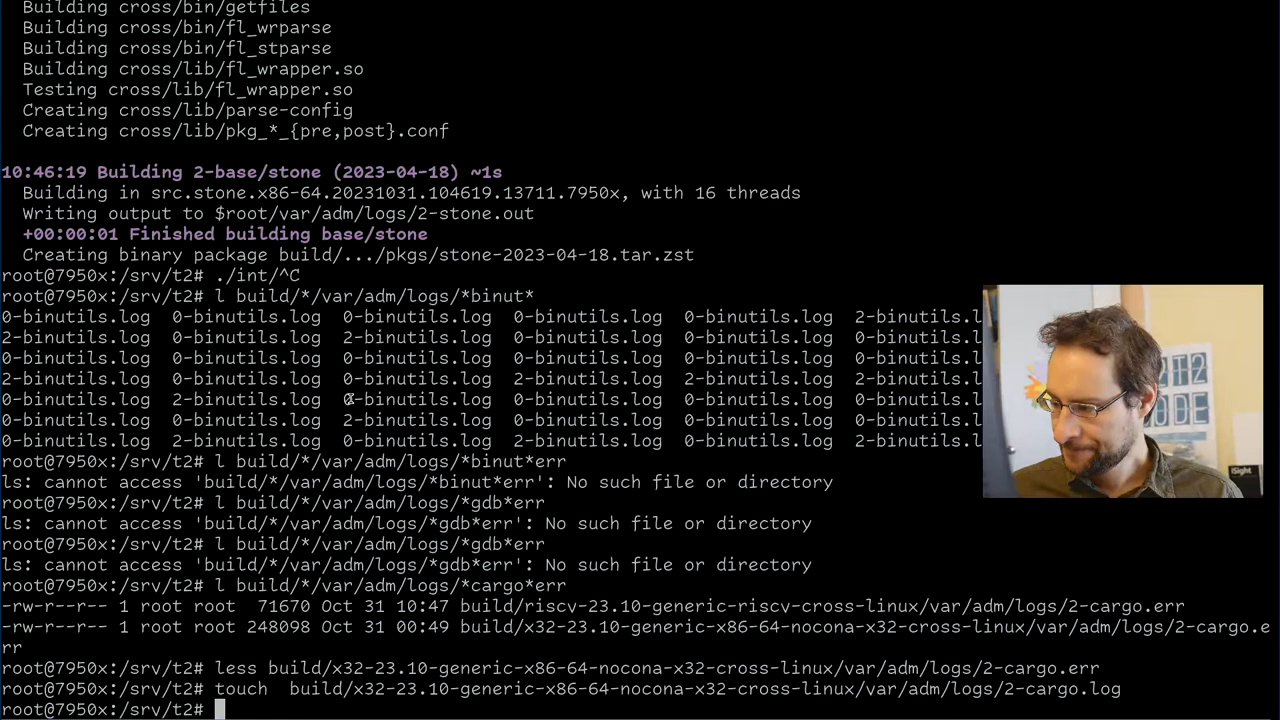 Building cross/bin/getfiles
Building cross/bin/fl_wrparse
Building cross/bin/fl_stparse
Building cross/lib/fl_wrapper.so
Testing cross/lib/fl_wrapper.so
Creating cross/lib/parse-config
Creating cross/lib/pkg_*_{pre,post}.conf
10:46:19 Building 2-base/stone (2023-04-18) ~1s
Building in src.stone.x86-64.20231031.104619.13711.7950x, with 16 threads
Writing output to $root/var/adm/logs/2-stone.out
+00:00:01 Finished building base/stone
Creating binary package build/.../pkgs/stone-2023-04-18.tar.zst
root@7950x:/srv/t2# ./int/^C
root@7950x:/srv/t2# l build/*/var/adm/logs/*binut*
0-binutils.log  0-binutils.log  0-binutils.log  0-binutils.log  0-binutils.log  2-binutils.l
2-binutils.log  0-binutils.log  2-binutils.log  0-binutils.log  0-binutils.log  0-binutils.l
0-binutils.log  0-binutils.log  0-binutils.log  0-binutils.log  0-binutils.log  0-binutils.l
2-binutils.log  0-binutils.log  0-binutils.log  2-binutils.log  2-binutils.log  2-binutils.l
0-binutils.log  2-binutils.log  0-binutils.log  0-binutils.log  0-binutils.log  0-binutils.l
0-binutils.log  0-binutils.log  2-binutils.log  0-binutils.log  0-binutils.log  0-binutils.l
0-binutils.log  2-binutils.log  0-binutils.log  2-binutils.log  0-binutils.log  2-binutils.l
root@7950x:/srv/t2# l build/*/var/adm/logs/*binut*err
ls: cannot access 'build/*/var/adm/logs/*binut*err': No such file or directory
root@7950x:/srv/t2# l build/*/var/adm/logs/*gdb*err
ls: cannot access 'build/*/var/adm/logs/*gdb*err': No such file or directory
root@7950x:/srv/t2# l build/*/var/adm/logs/*gdb*err
ls: cannot access 'build/*/var/adm/logs/*gdb*err': No such file or directory
root@7950x:/srv/t2# l build/*/var/adm/logs/*cargo*err
-rw-r--r-- 1 root root  71670 Oct 31 10:47 build/riscv-23.10-generic-riscv-cross-linux/var/adm/logs/2-cargo.err
-rw-r--r-- 1 root root 248098 Oct 31 00:49 build/x32-23.10-generic-x86-64-nocona-x32-cross-linux/var/adm/logs/2-cargo.e
rr
root@7950x:/srv/t2# less build/x32-23.10-generic-x86-64-nocona-x32-cross-linux/var/adm/logs/2-cargo.err
root@7950x:/srv/t2# touch  build/x32-23.10-generic-x86-64-nocona-x32-cross-linux/var/adm/logs/2-cargo.log
root@7950x:/srv/t2#
iSight